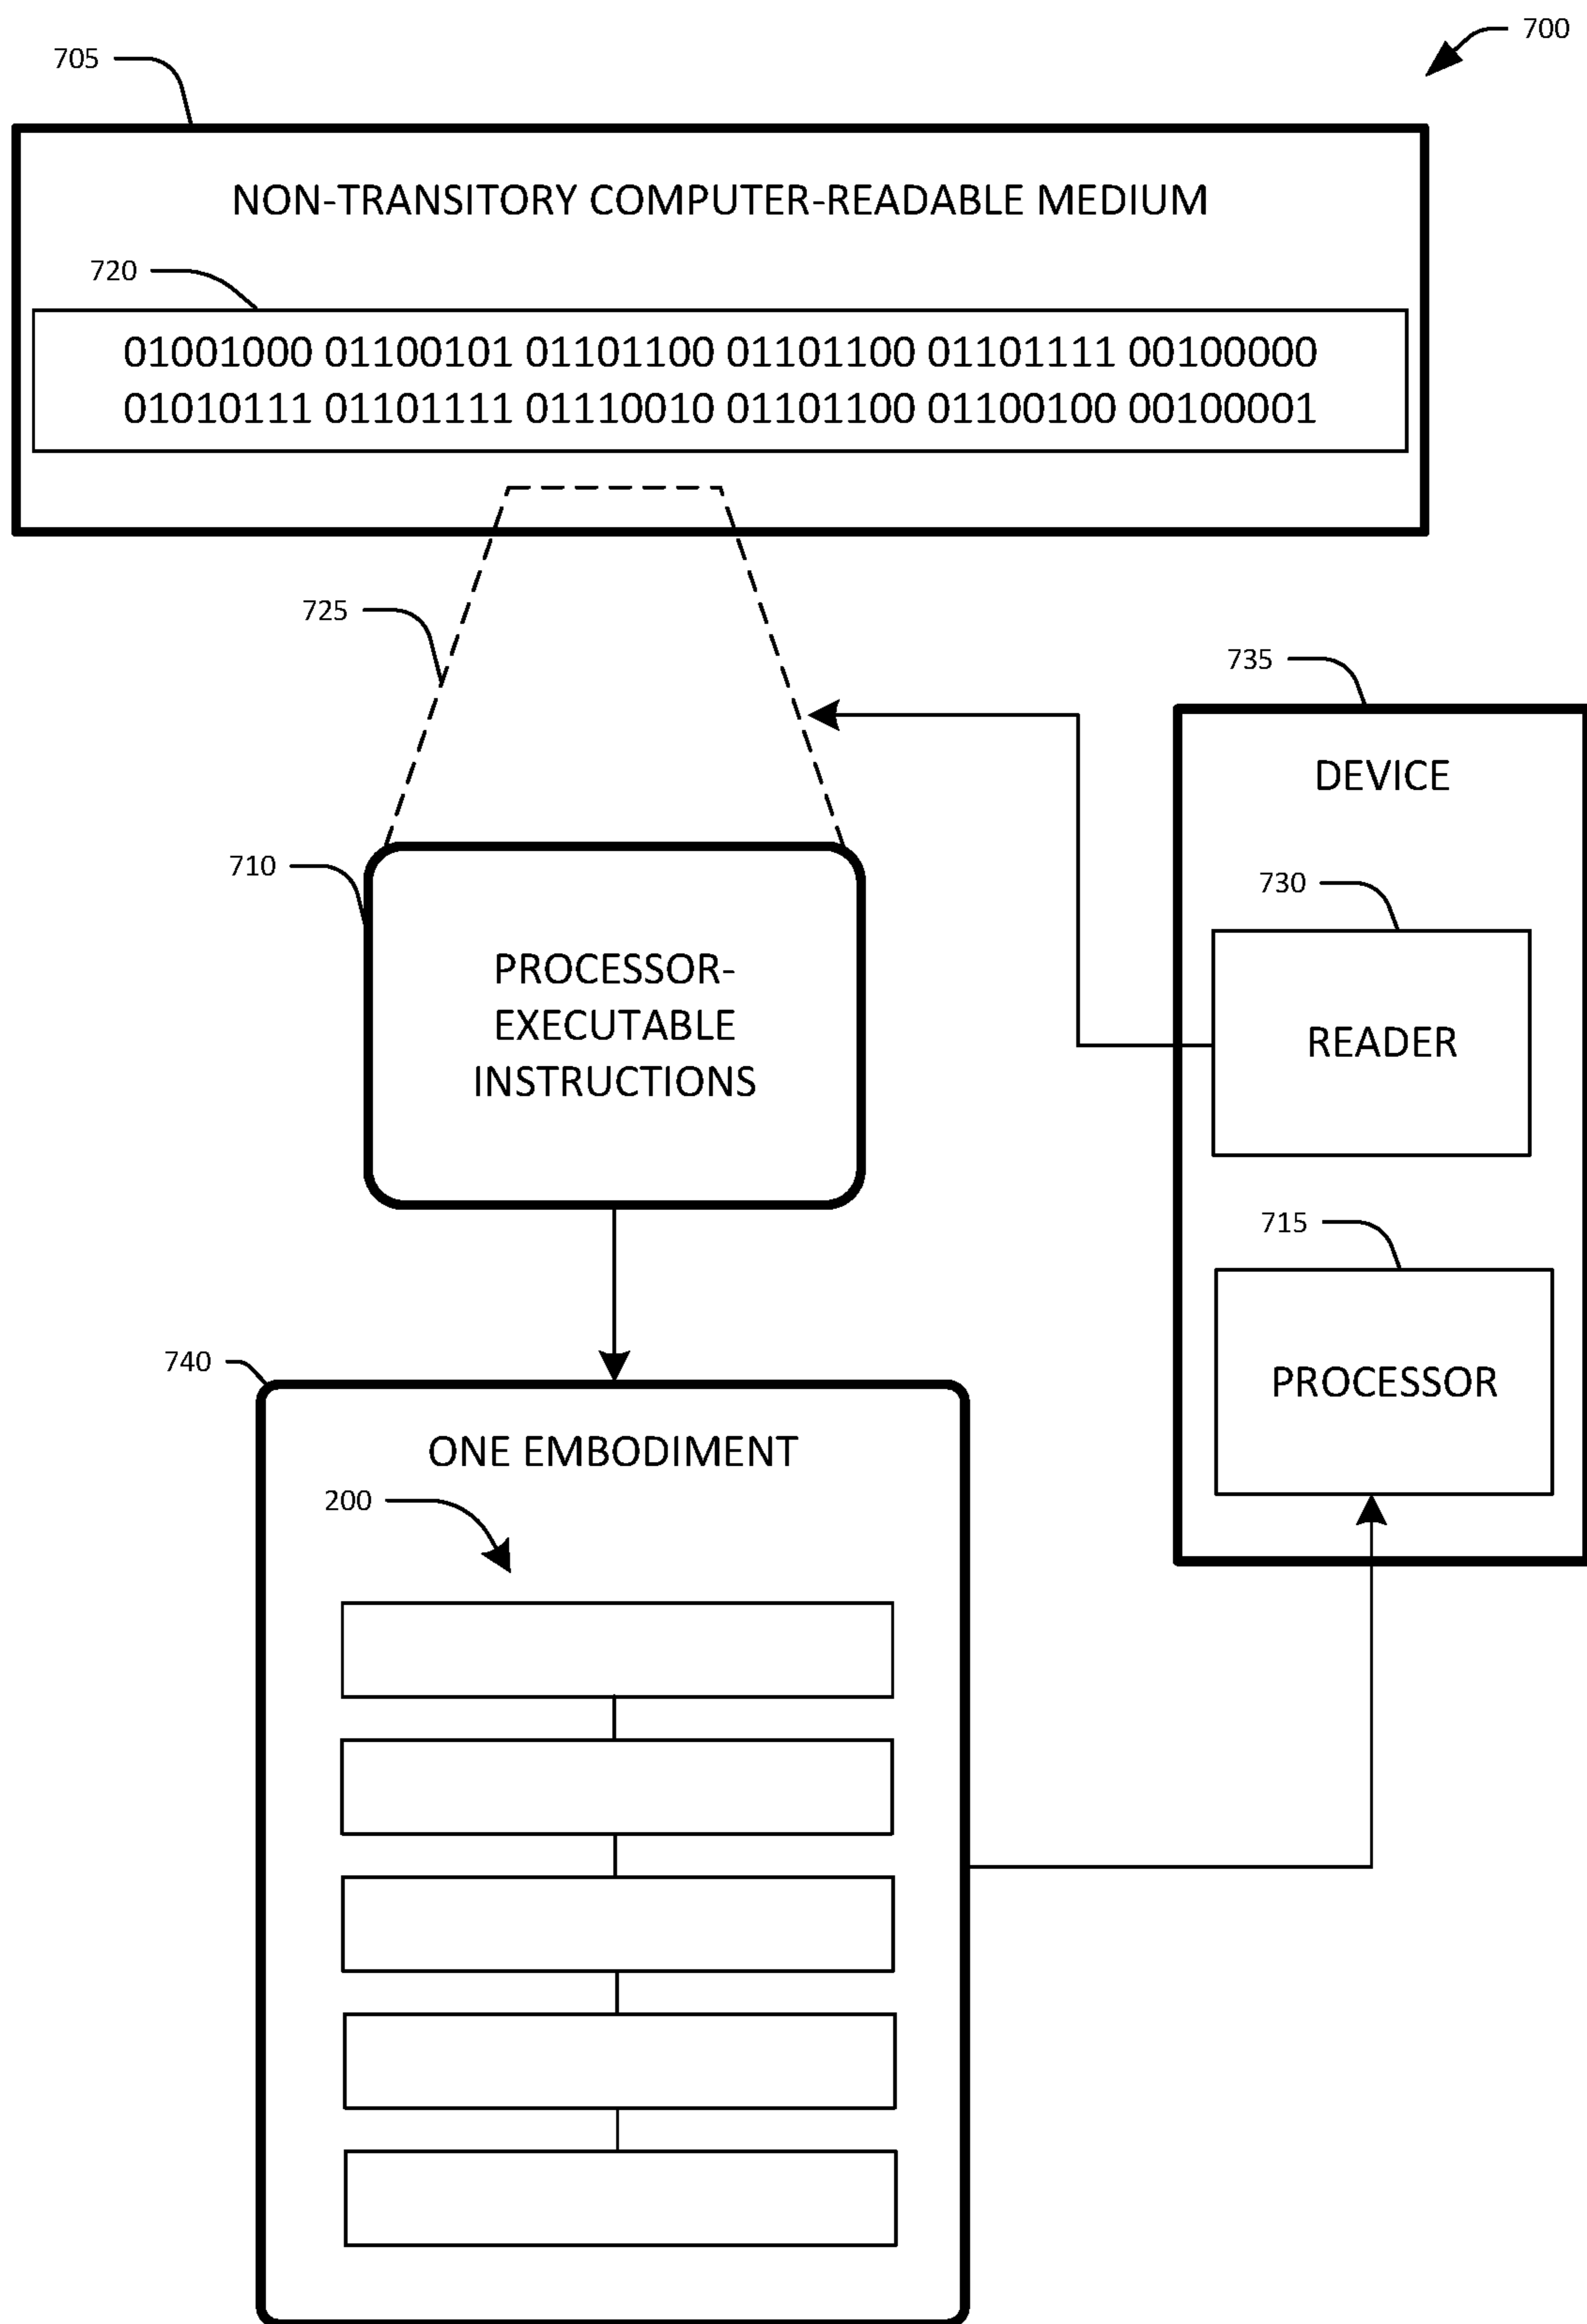 700
705
NON-TRANSITORY COMPUTER-READABLE MEDIUM
720
01001000 01100101 01101100 01101100 01101111 00100000
01010111 01101111 01110010 01101100 01100100 00100001
725
735
DEVICE
710
730
PROCESSOR-
EXECUTABLE
INSTRUCTIONS
READER
715
740
PROCESSOR
ONE EMBODIMENT
200